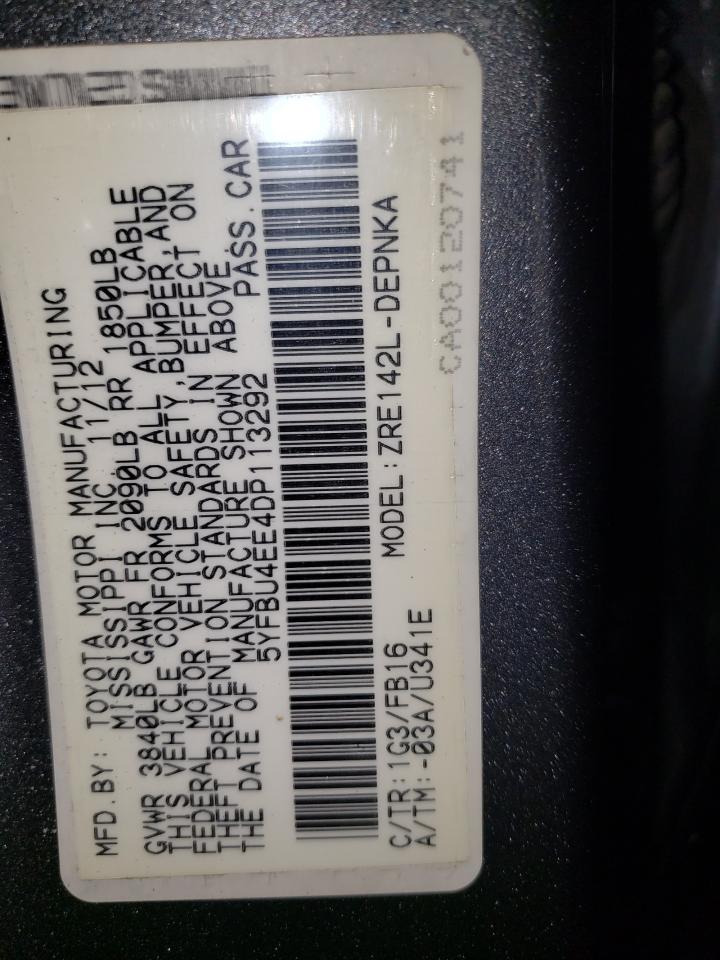 MFD.BY: TOYOTA MOTOR MANUFACTURING
MISSISSIPPI INC 11/12
GVWR 3840LB GAWR FR 2090LB RR 1850LB
THIS VEHICLE CONFORMS TO ALL APPLICABLE
FEDERAL MOTOR VEHICLE SAFETY,BUMPER,AND
THEFT PREVENTION STANDARDS IN EFFECT ON
THE DATE OF MANUFACTURE SHOWN ABOVE
5YFBU4EE4DP113292 PASS.CAR
MODEL:ZRE142L-DEPNKA
C/TR:1G3/FB16
A/TM:-03A/U341E
CA00120741